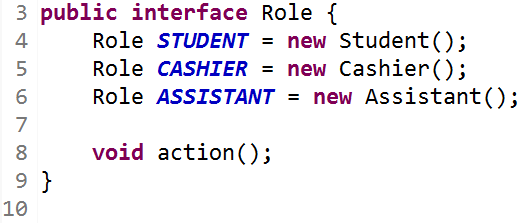 3 public interface Role {
4     Role STUDENT = new Student();
5     Role CASHIER = new Cashier();
6     Role ASSISTANT = new Assistant();
7
8     void action();
9 }
10